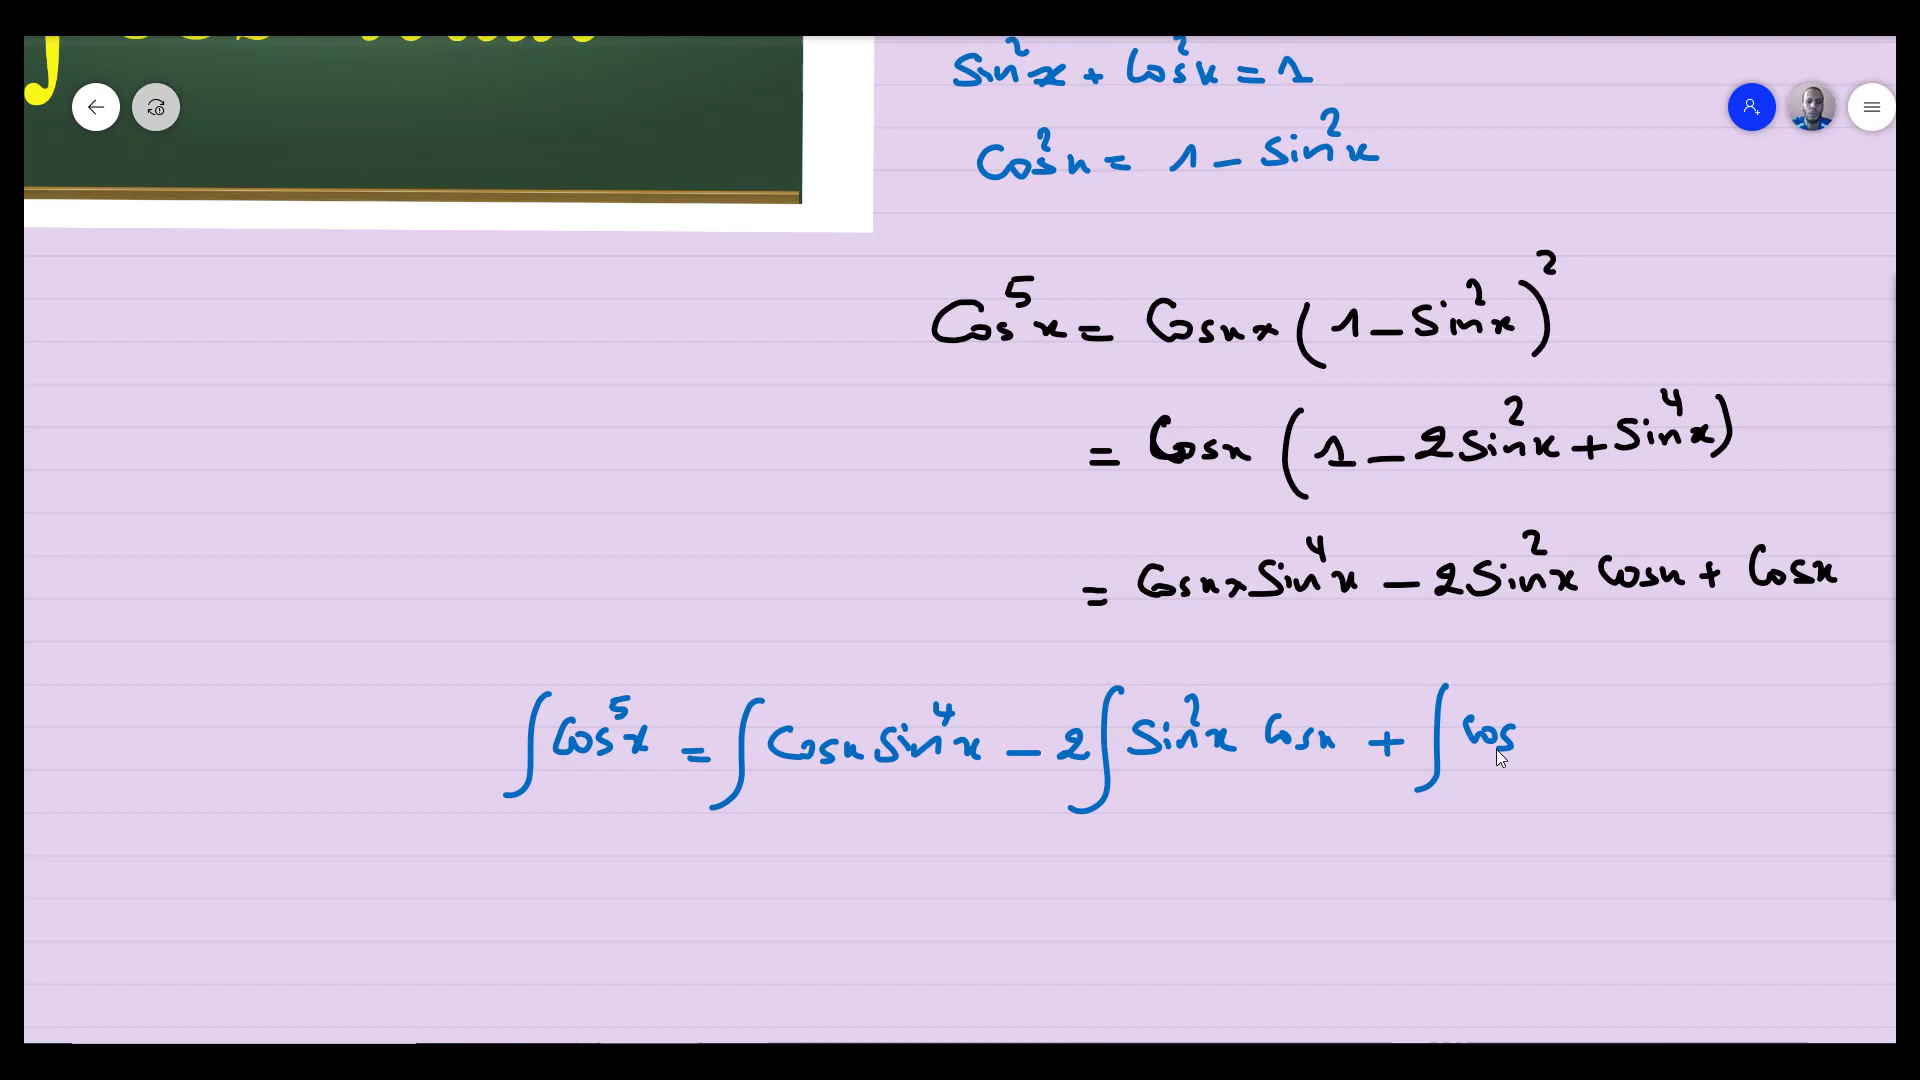 sin²x + cos²x = 1
cos²x = 1 - sin²x
Cos⁵x = Cosx × (1 - sin²x)²
= Cosx (1 - 2sin²x + sin⁴x)
= Cosx × Sin⁴x - 2Sin²x Cosx + Cosx
∫Cos⁵x = ∫Cosx Sin⁴x - 2∫Sin²x Cosx + ∫Cos